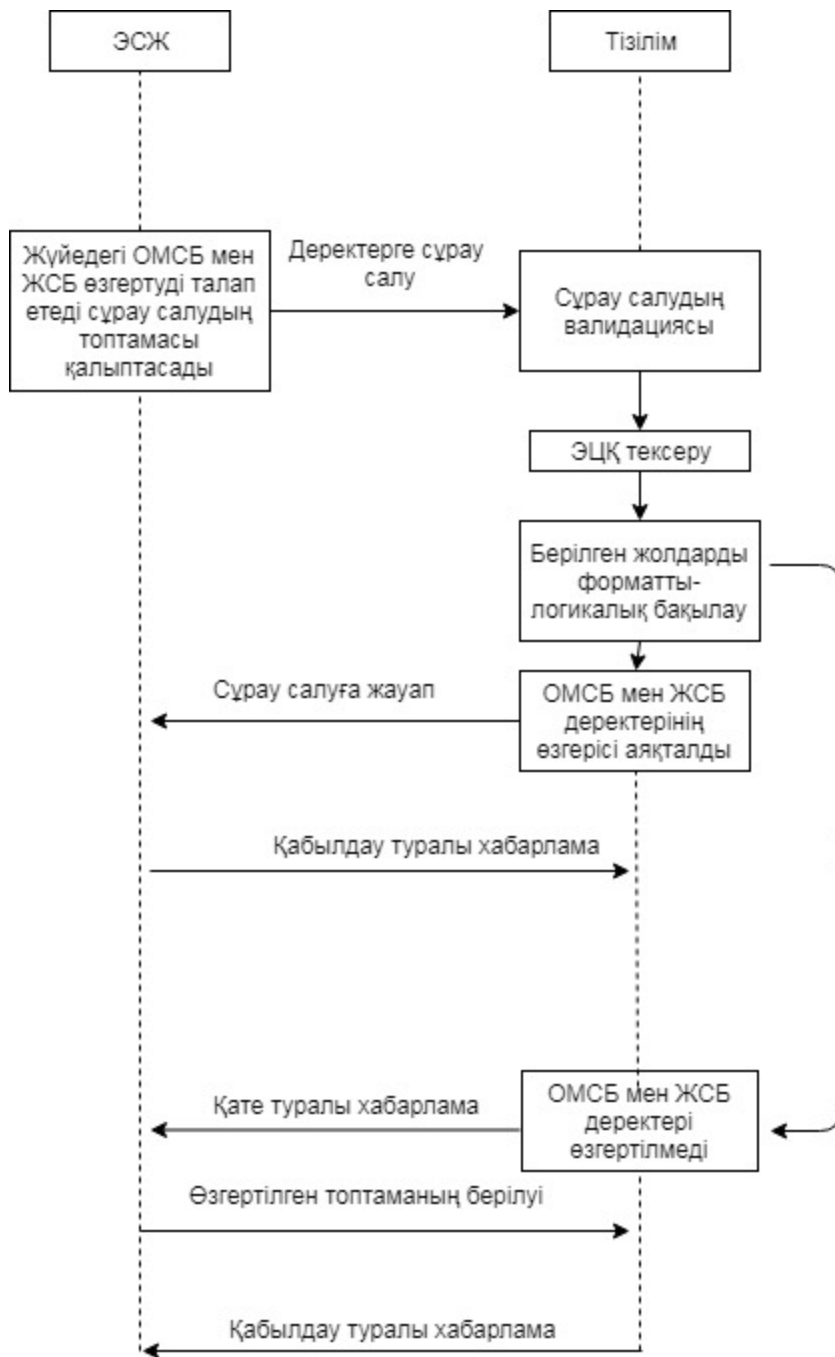 ЭСЖ
Тізілім
Жүйедегі ОМСБ мен
ЖСБ өзгертуді талап
етеді сұрау салудың
топтамасы
қалыптасады
Деректерге сұрау
салу
Сұрау салудың
валидациясы
ЭЦҚ тексеру
Берілген жолдарды
форматты-
логикалық бақылау
Сұрау салуға жауап
ОМСБ мен ЖСБ
деректерінің
өзгерісі аяқталды
Қабылдау туралы хабарлама
Қате туралы хабарлама
ОМСБ мен ЖСБ
деректері
өзгертілмеді
Өзгертілген топтаманың берілуі
Қабылдау туралы хабарлама